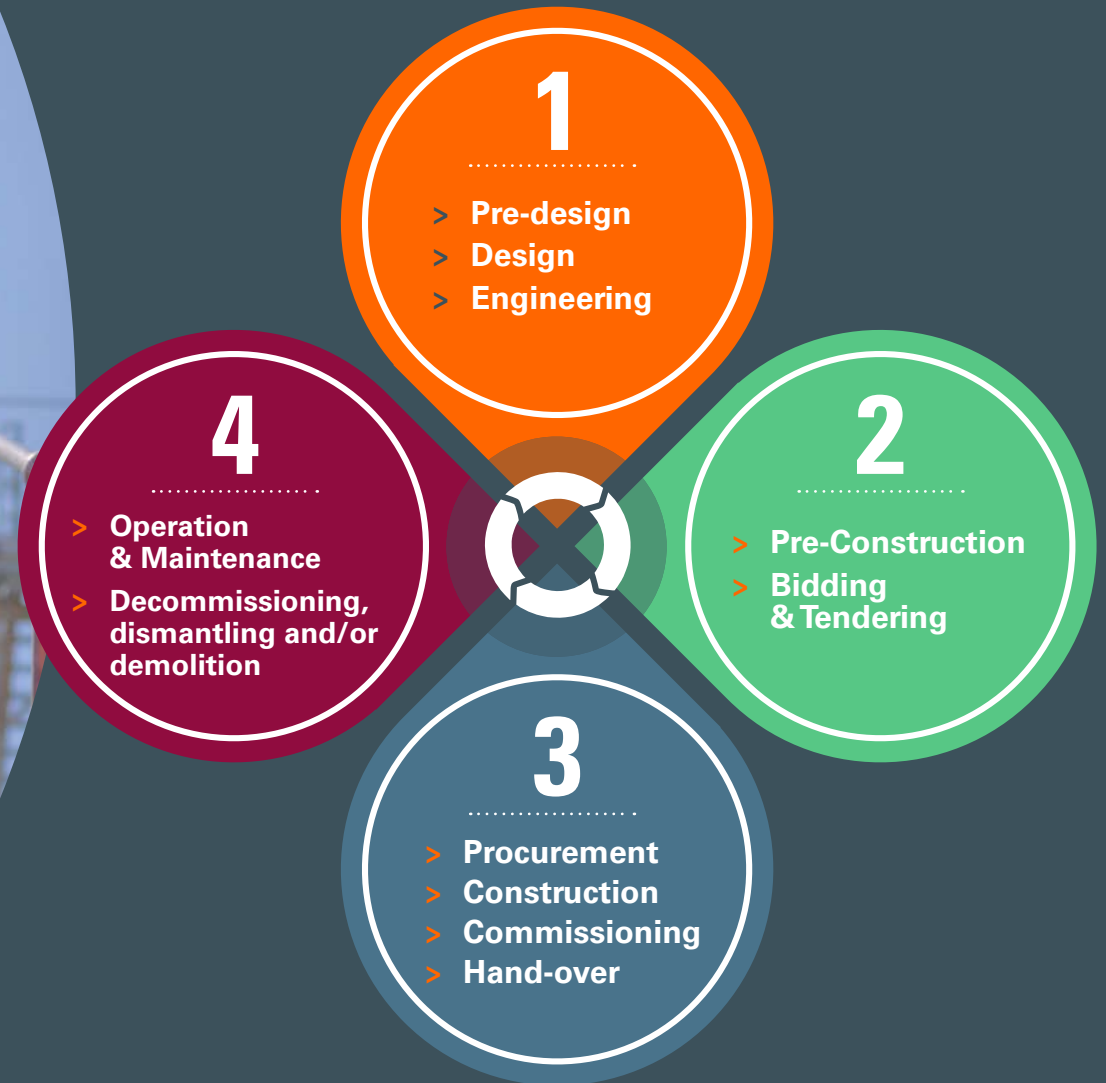 1
> Pre-design
> Design
> Engineering
2
> Pre-Construction
> Bidding
& Tendering
3
> Procurement
> Construction
> Commissioning
> Hand-over
4
> Operation
& Maintenance
> Decommissioning,
dismantling and/or
demolition